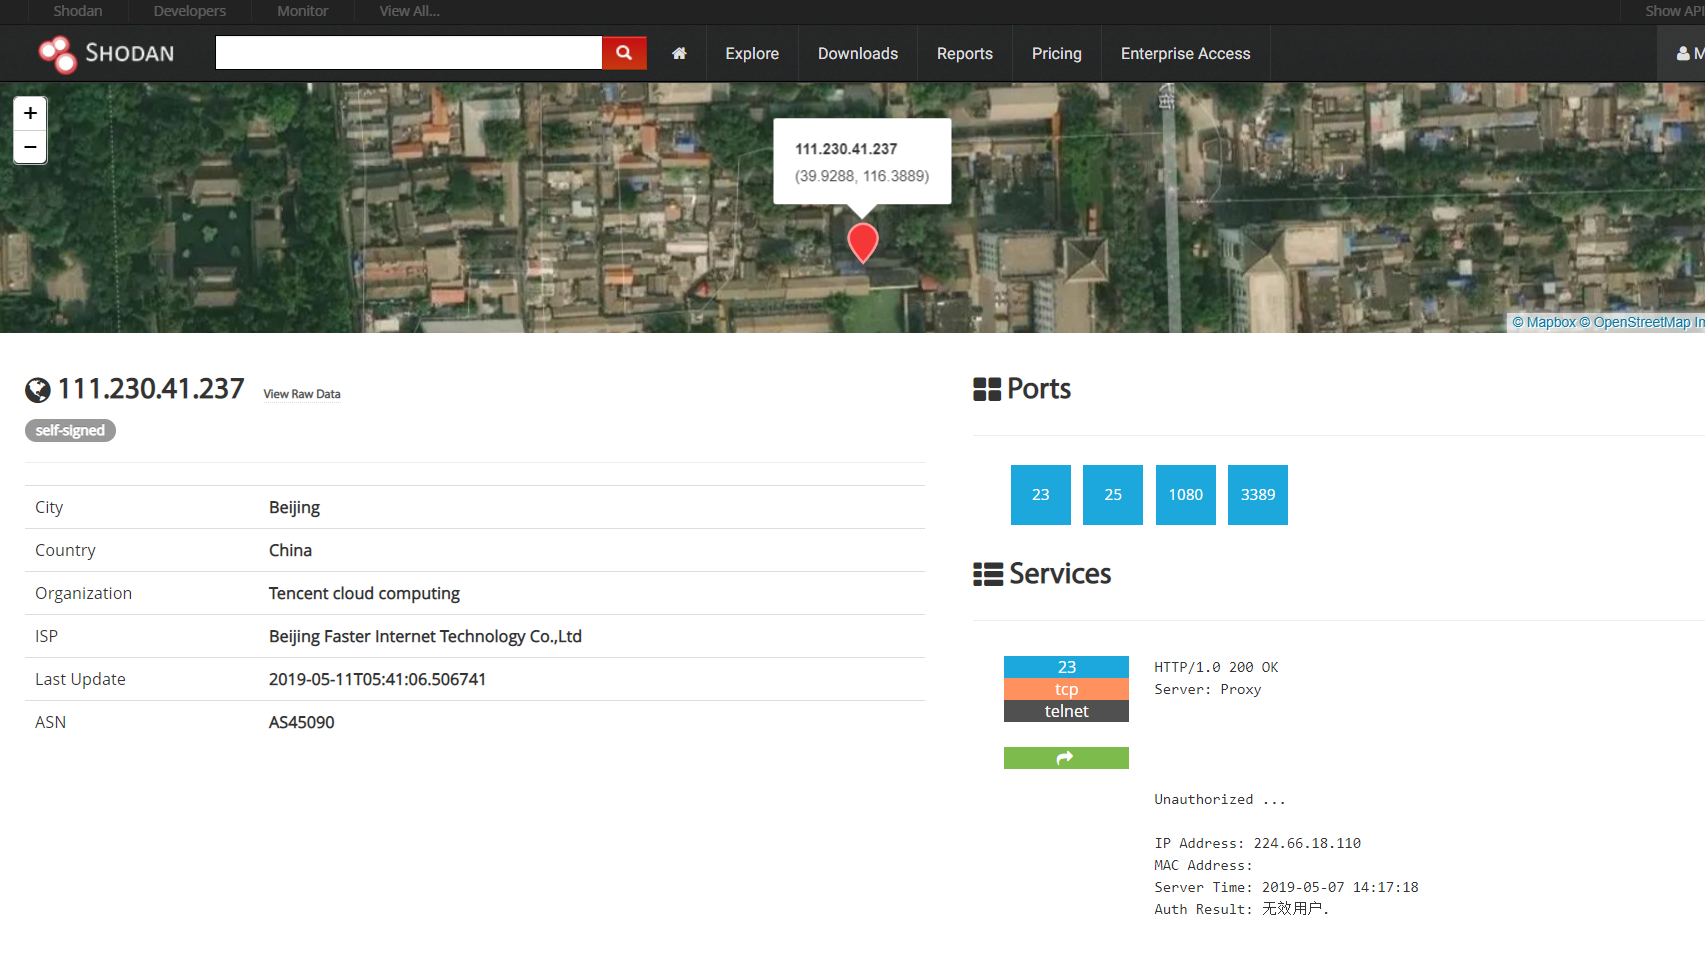 Shodan Developers Monitor View All... Show API
SHODAN Explore Downloads Reports Pricing Enterprise Access M
+
−
111.230.41.237
(39.9288, 116.3889)
© Mapbox © OpenStreetMap Im
111.230.41.237 View Raw Data
self-signed
City Beijing
Country China
Organization Tencent cloud computing
ISP Beijing Faster Internet Technology Co.,Ltd
Last Update 2019-05-11T05:41:06.506741
ASN AS45090
Ports
23 25 1080 3389
Services
23
tcp
telnet
HTTP/1.0 200 OK
Server: Proxy
Unauthorized ...
IP Address: 224.66.18.110
MAC Address:
Server Time: 2019-05-07 14:17:18
Auth Result: 无效用户.